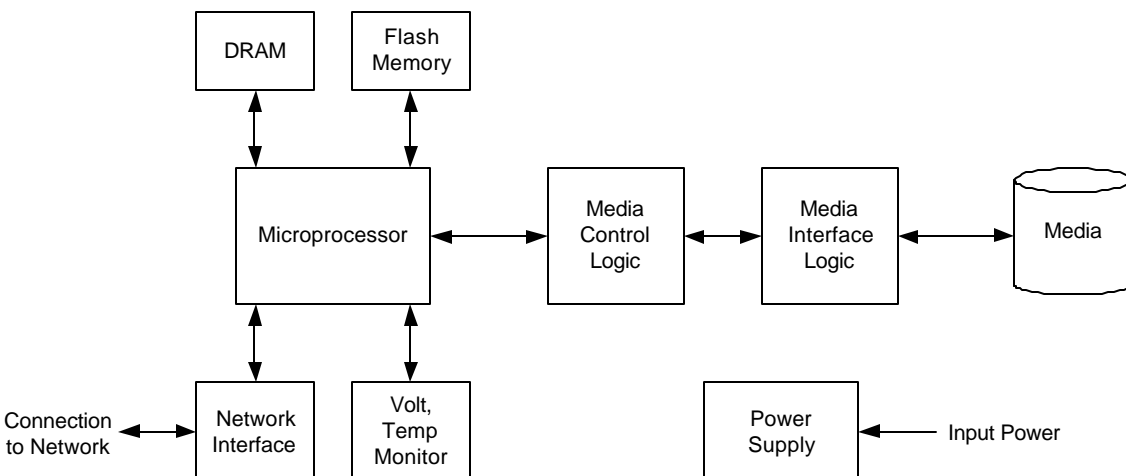 DRAM
Flash
Memory
Microprocessor
Media
Control
Logic
Media
Interface
Logic
Media
Connection
to Network
Network
Interface
Volt,
Temp
Monitor
Power
Supply
Input Power